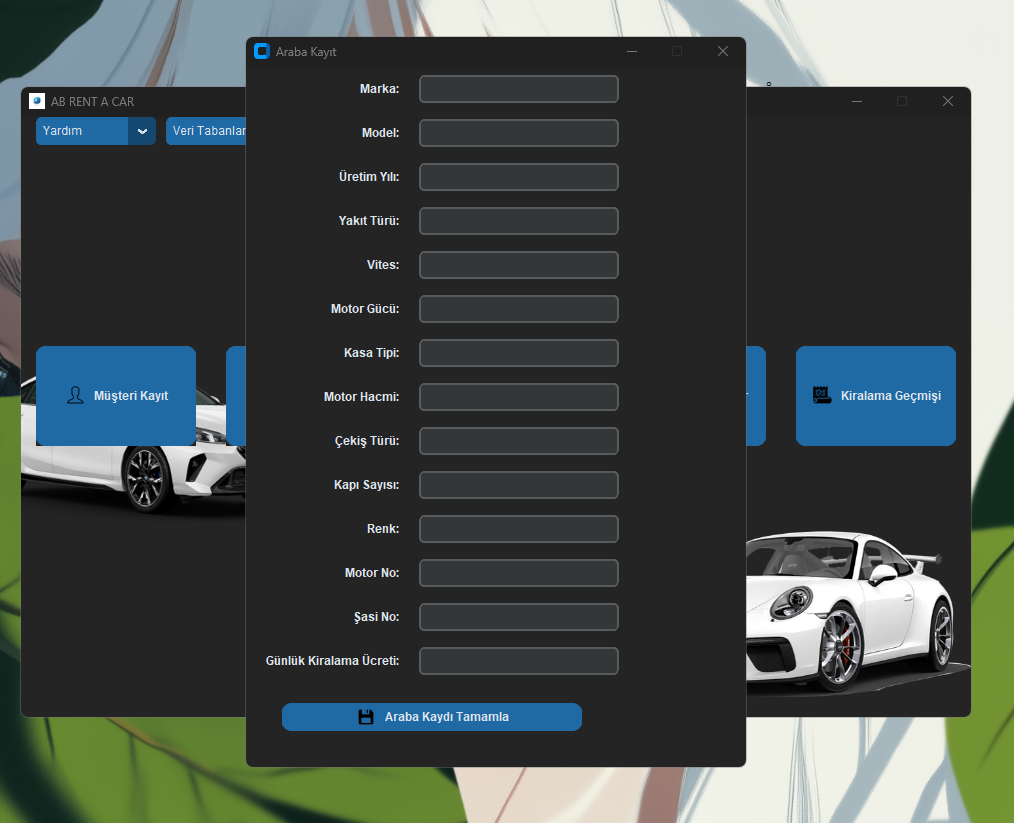 Araba Kayıt
Marka:
Model:
Üretim Yılı:
Yakıt Türü:
Vites:
Motor Gücü:
Kasa Tipi:
Motor Hacmi:
Çekiş Türü:
Kapı Sayısı:
Renk:
Motor No:
Şasi No:
Günlük Kiralama Ücreti:
Araba Kaydı Tamamla
AB RENT A CAR
Yardım
Veri Tabanlar
Müşteri Kayıt
Kiralama Geçmişi